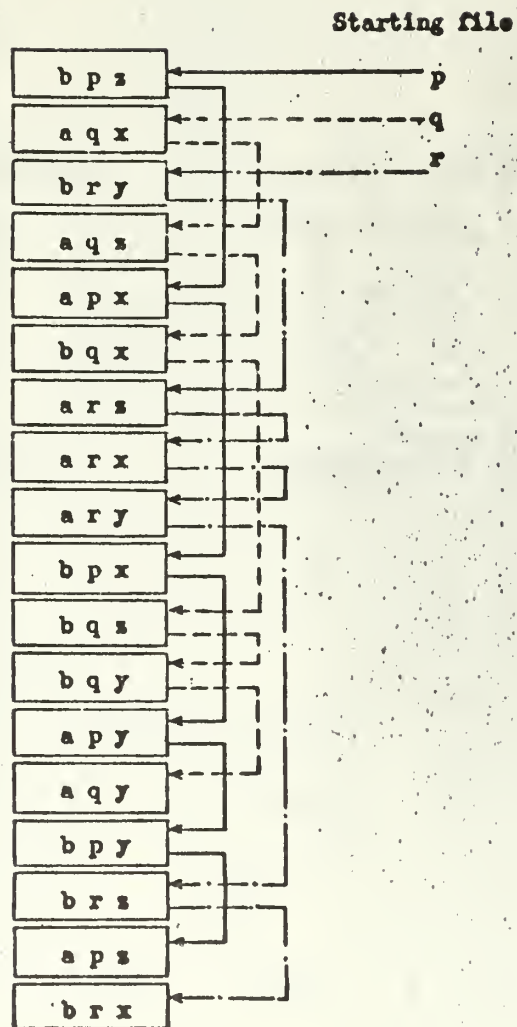 Starting file
b p z
p
a q x
q
b r y
r
a q z
a p x
b q x
a r z
a r x
a r y
b p x
b q z
b q y
a p y
a q y
b p y
b r z
a p z
b r x